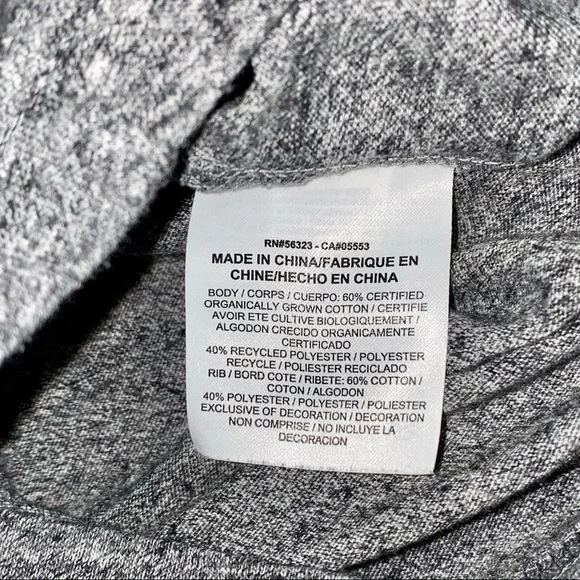 RN#56323 - CA#05553
MADE IN CHINA/FABRIQUE EN
CHINE/HECHO EN CHINA
BODY / CORPS / CUERPO: 60% CERTIFIED
ORGANICALLY GROWN COTTON / CERTIFIE
AVOIR ETE CULTIVE BIOLOGIQUEMENT /
ALGODON CRECIDO ORGANICAMENTE
CERTIFICADO
40% RECYCLED POLYESTER / POLYESTER
RECYCLE / POLIESTER RECICLADO
RIB / BORD COTE / RIBETE: 60% COTTON /
COTON / ALGODON
40% POLYESTER / POLYESTER / POLIESTER
EXCLUSIVE OF DECORATION / DECORATION
NON COMPRISE / NO INCLUYE LA
DECORACION